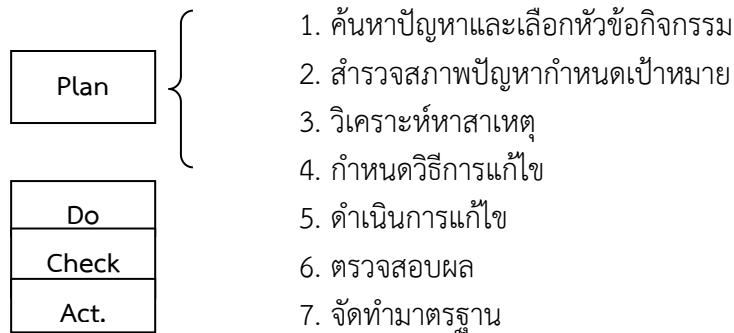 1. ค้นหาปัญหาและเลือกหัวข้อกิจกรรม
Plan
2. สำรวจสภาพปัญหากำหนดเป้าหมาย
3. วิเคราะห์หาสาเหตุ
4. กำหนดวิธีการแก้ไข
Do
5. ดำเนินการแก้ไข
Check
6. ตรวจสอบผล
Act.
7. จัดทำมาตรฐาน